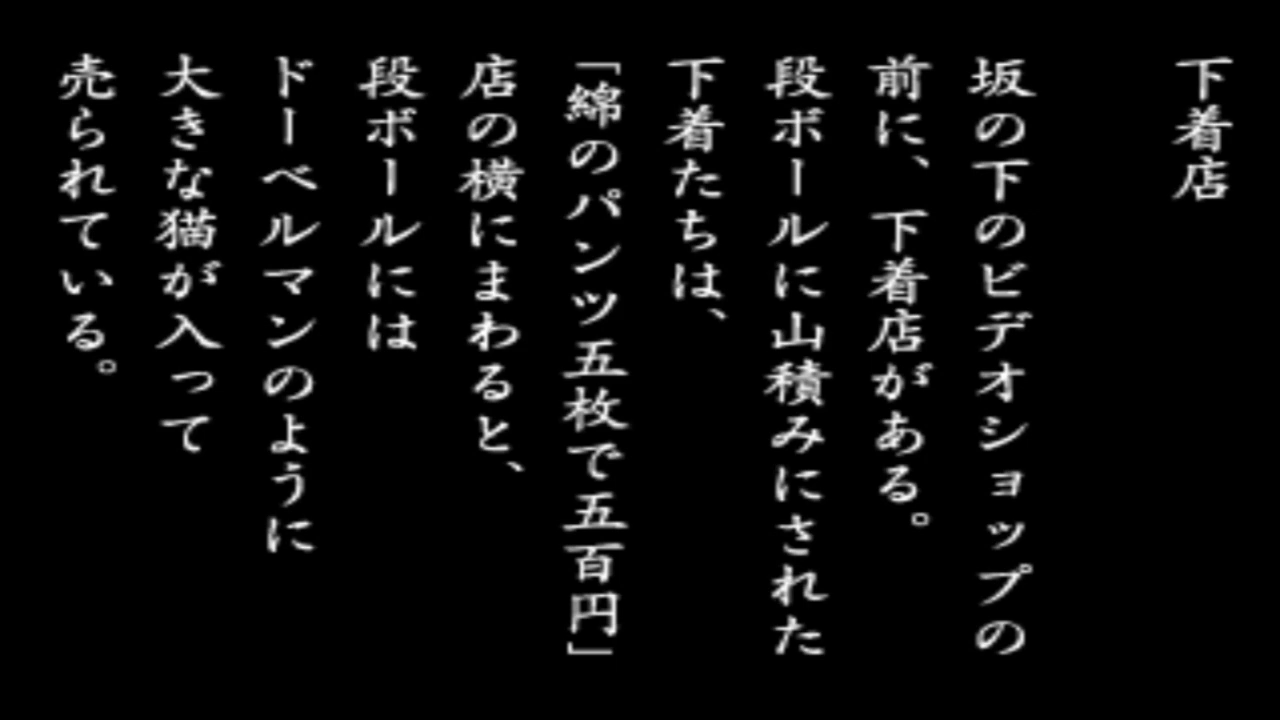 下着店
坂の下のビデオショップの
前に、下着店がある。
段ボールに山積みにされた
下着たちは、
「綿のパンツ五枚で五百円」
店の横にまわると、
段ボールには
ドーベルマンのように
大きな猫が入って
売られている。